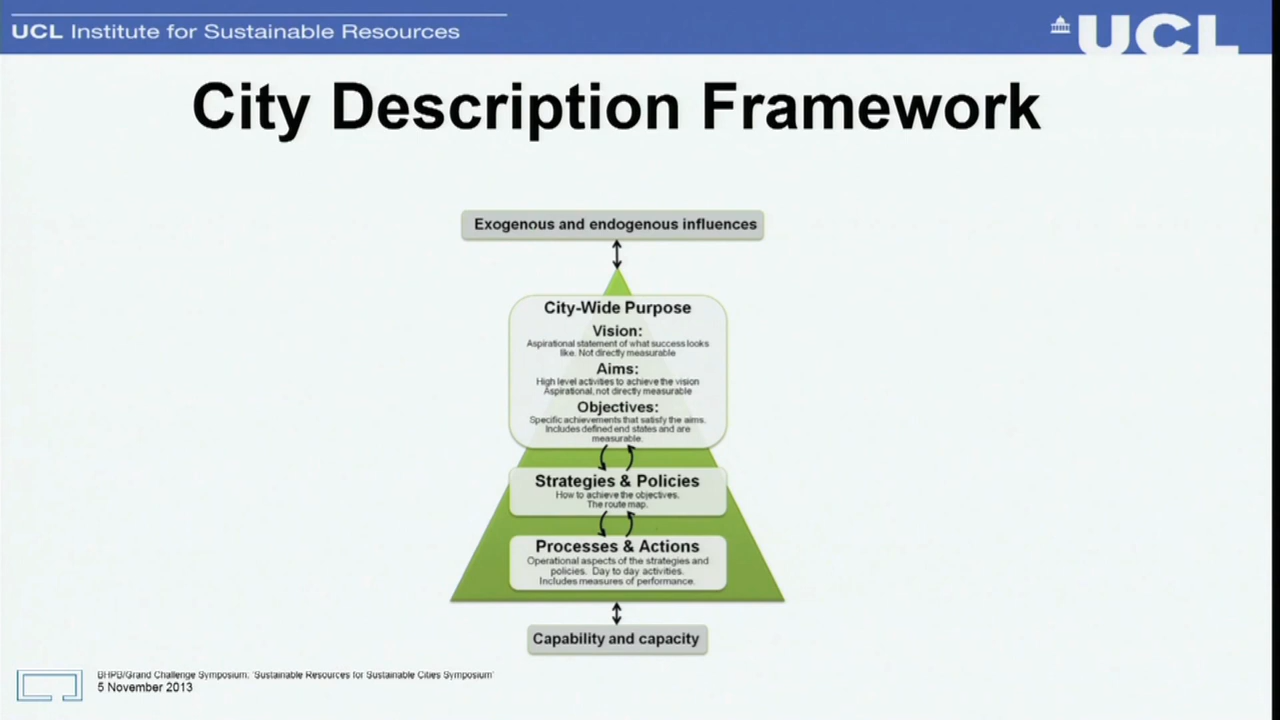 UCL Institute for Sustainable Resources
UCL
City Description Framework
Exogenous and endogenous influences
City-Wide Purpose
Vision:
Aspirational statement of what success looks
like. Not directly measurable
Aims:
High level activities to achieve the vision
Aspirational, not directly measurable
Objectives:
Specific achievements that satisfy the aims.
Includes defined end states and are
measurable.
Strategies & Policies
How to achieve the objectives.
The route map.
Processes & Actions
Operational aspects of the strategies and
policies. Day to day activities.
Includes measures of performance.
Capability and capacity
BHPB/Grand Challenge Symposium: 'Sustainable Resources for Sustainable Cities Symposium'
5 November 2013